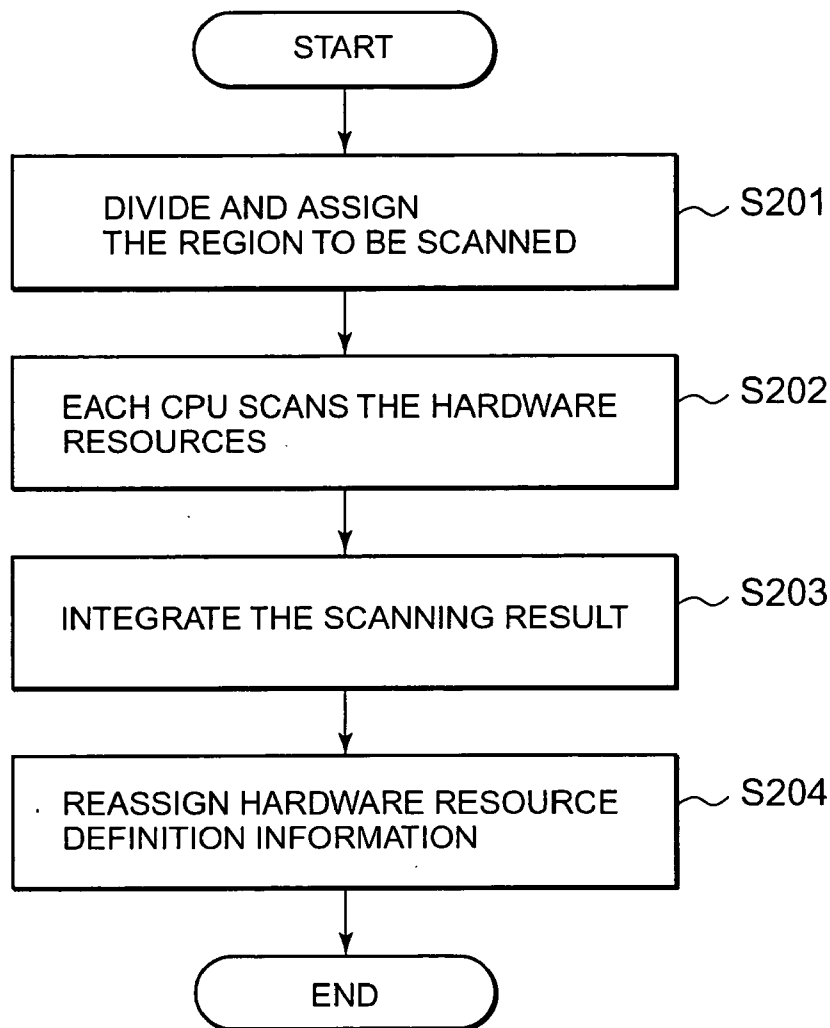 START
DIVIDE AND ASSIGN
THE REGION TO BE SCANNED
S201
EACH CPU SCANS THE HARDWARE
RESOURCES
S202
INTEGRATE THE SCANNING RESULT
S203
REASSIGN HARDWARE RESOURCE
DEFINITION INFORMATION
S204
END